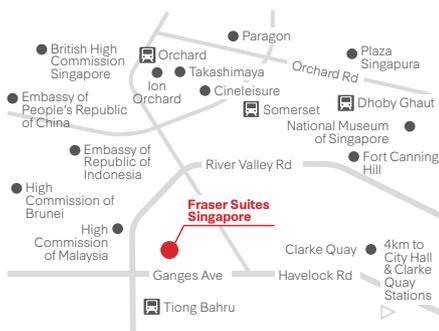 Paragon
British High
Commission
Singapore
Orchard
Plaza
Singapura
Takashimaya
Orchard Rd
Ion
Orchard
Cineleisure
Embassy of
People's Republic
of China
Somerset
Dhoby Ghaut
National Museum
of Singapore
Embassy of
Republic of
Indonesia
Fort Canning
Hill
River Valley Rd
High
Commission of
Brunei
Fraser Suites
Singapore
High
Commission
of Malaysia
Clarke Quay
4km to
City Hall
& Clarke
Quay
Stations
Ganges Ave
Havelock Rd
Tiong Bahru